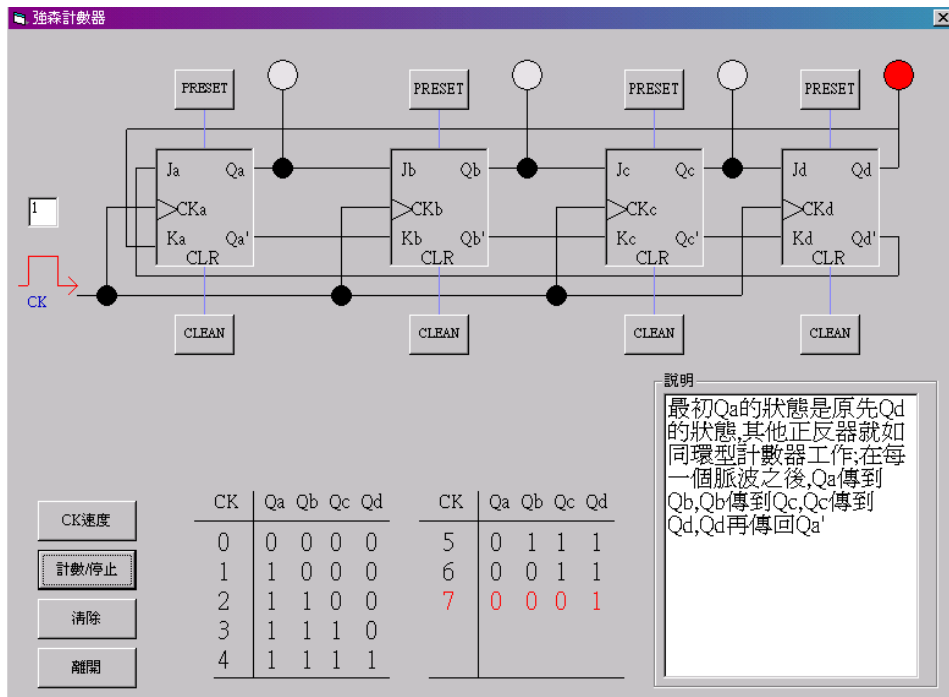 強森計數器
PRESET PRESET PRESET PRESET
Ja Qa Jb Qb Jc Qc Jd Qd
1
CKa CKb CKc CKd
Ka Qa' Kb Qb' Kc Qc' Kd Qd'
CLR CLR CLR CLR
CK
CLEAN CLEAN CLEAN CLEAN
說明
最初Qa的狀態是原先Qd
的狀態,其他正反器就如
同環型計數器工作;在每
一個脈波之後,Qa傳到
Qb,Qb傳到Qc,Qc傳到
Qd,Qd再傳回Qa'
CK速度
計數/停止
清除
離開
CK Qa Qb Qc Qd
0 0 0 0 0
1 1 0 0 0
2 1 1 0 0
3 1 1 1 0
4 1 1 1 1
CK Qa Qb Qc Qd
5 0 1 1 1
6 0 0 1 1
7 0 0 0 1